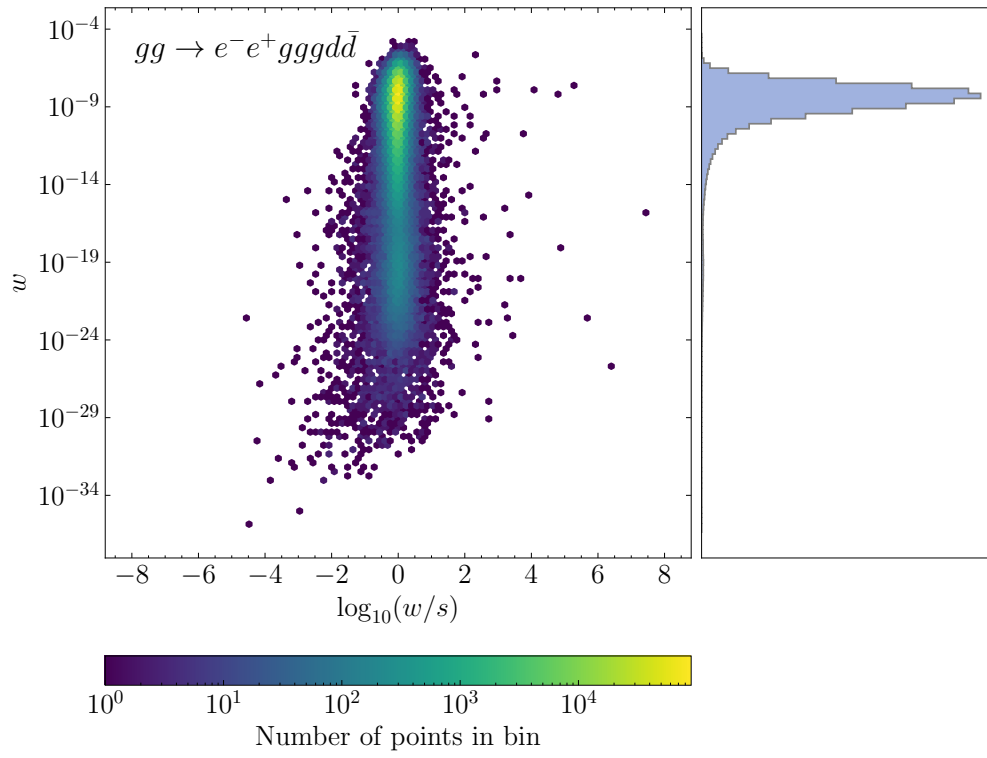 gg → e⁻e⁺gggdd̄
10⁻⁴
10⁻⁹
10⁻¹⁴
10⁻¹⁹
10⁻²⁴
10⁻²⁹
10⁻³⁴
w
−8 −6 −4 −2 0 2 4 6 8
log₁₀(w/s)
10⁰ 10¹ 10² 10³ 10⁴
Number of points in bin